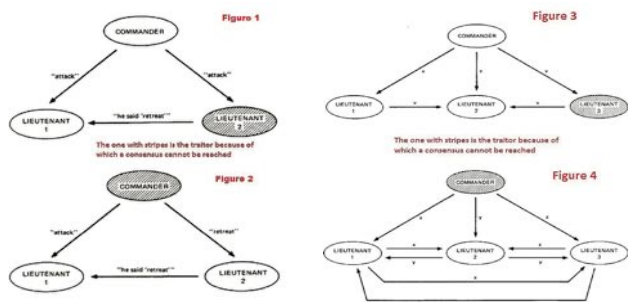 Figure 1
COMMANDER
"attack"
"attack"
"he said 'retreat'"
LIEUTENANT
1
LIEUTENANT
2
The one with stripes is the traitor because of
which a consensus cannot be reached
Figure 2
COMMANDER
"attack"
"retreat"
"he said 'retreat'"
LIEUTENANT
1
LIEUTENANT
2
Figure 3
COMMANDER
v
v
v
LIEUTENANT
1
v
LIEUTENANT
2
LIEUTENANT
3
The one with stripes is the traitor because of
which a consensus cannot be reached
Figure 4
COMMANDER
LIEUTENANT
1
LIEUTENANT
2
LIEUTENANT
3